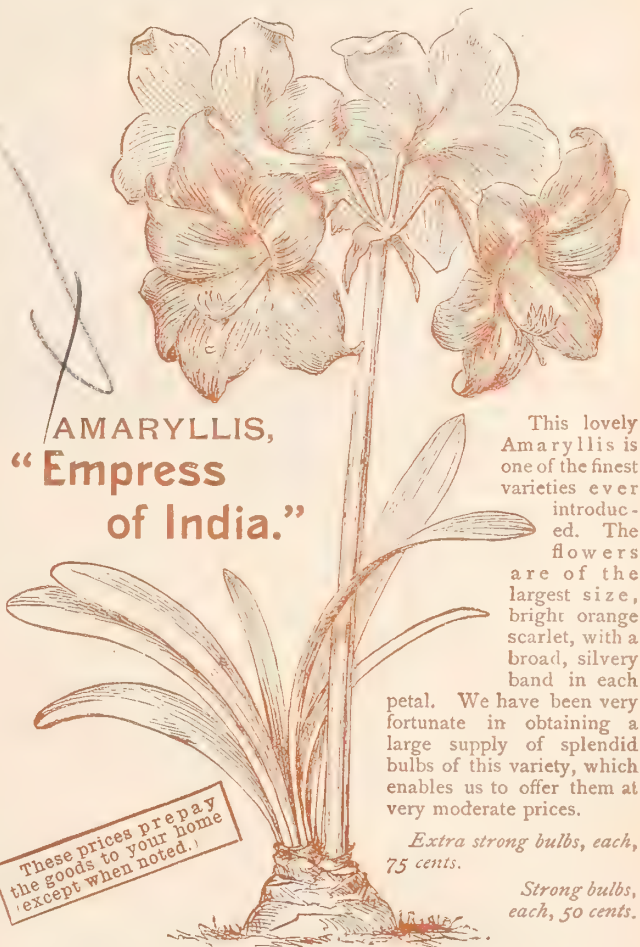 AMARYLLIS,
“Empress
of India.”
This lovely
Amaryllis is
one of the finest
varieties ever
introduc-
ed. The
flowers
are of the
largest size,
bright orange
scarlet, with a
broad, silvery
band in each
petal. We have been very
fortunate in obtaining a
large supply of splendid
bulbs of this variety, which
enables us to offer them at
very moderate prices.
Extra strong bulbs, each,
75 cents.
Strong bulbs,
each, 50 cents.
These prices prepay
the goods to your home
(except when noted.)